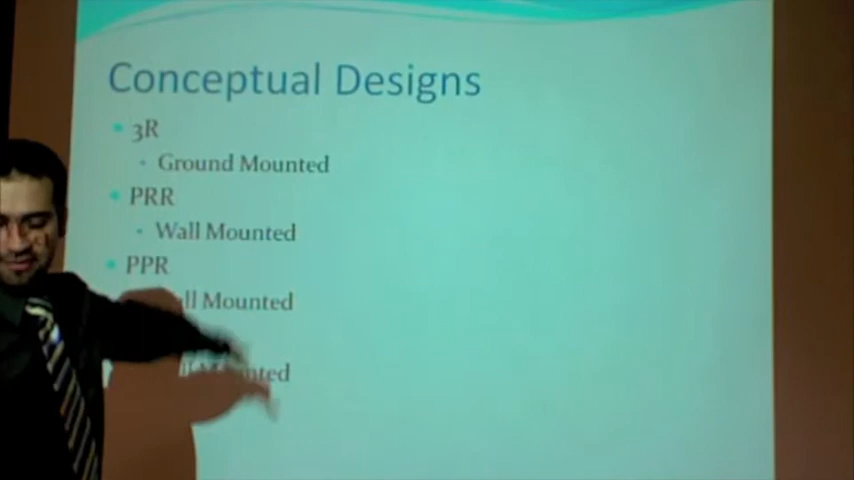 Conceptual Designs
3R
Ground Mounted
PRR
Wall Mounted
PPR
Mounted